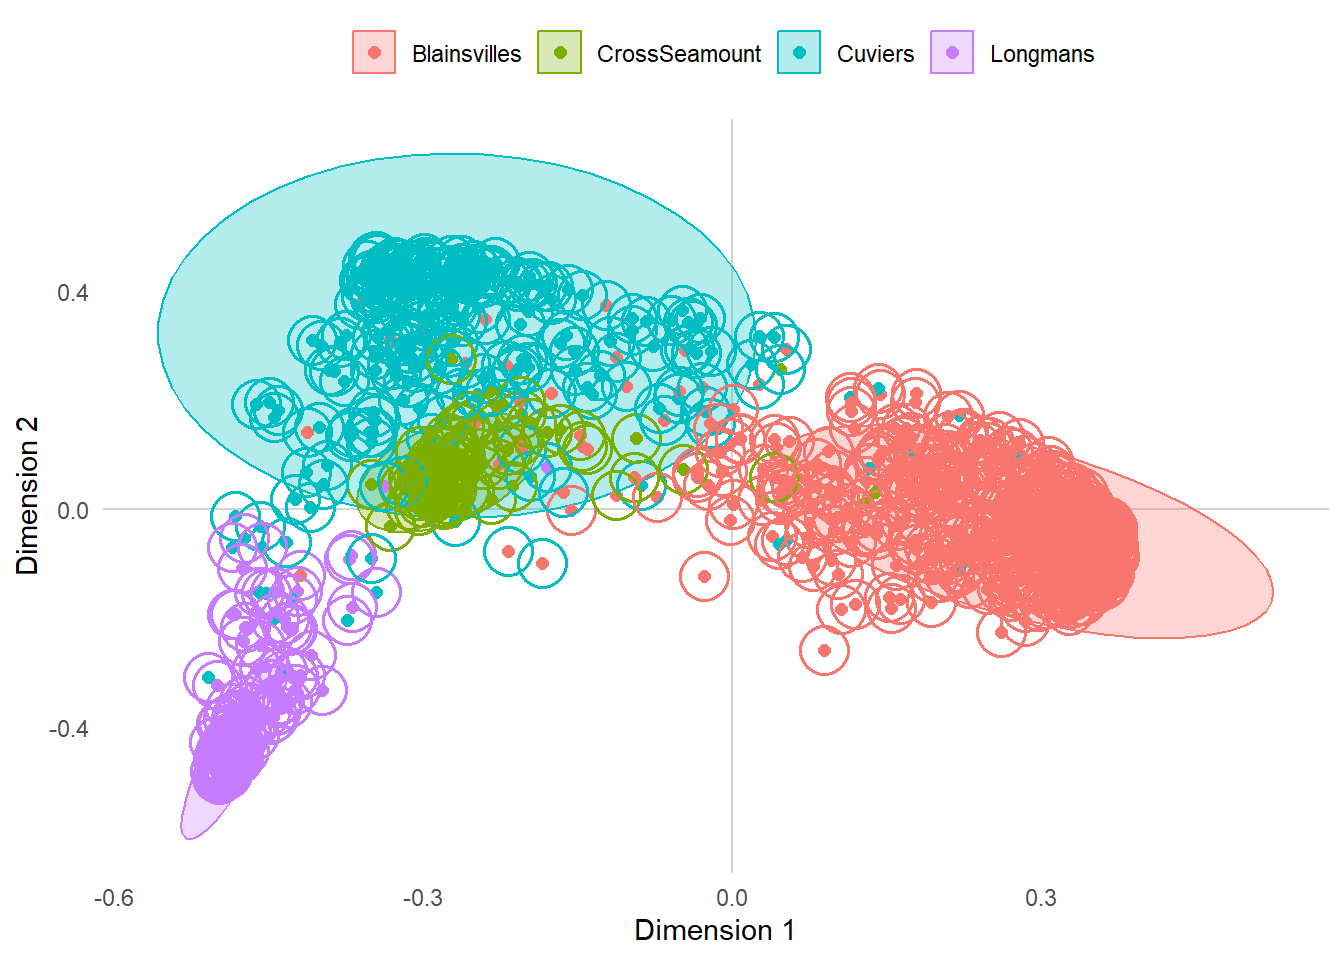 Blainsvilles CrossSeamount Cuviers Longmans
0.4
0.0
-0.4
Dimension 2
-0.6 -0.3 0.0 0.3
Dimension 1